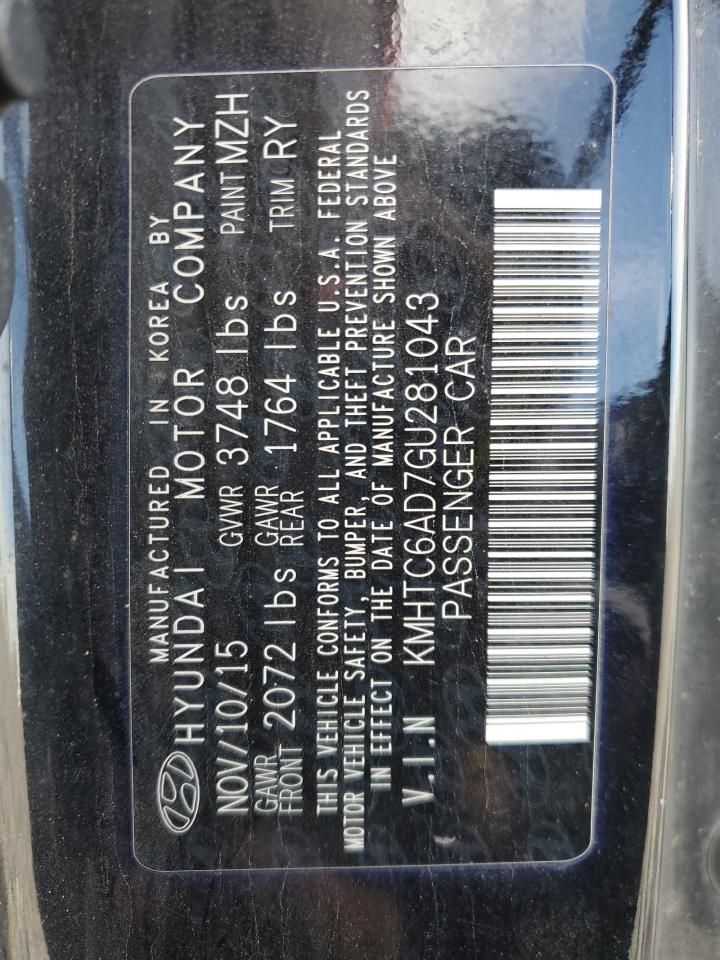 MANUFACTURED IN KOREA BY
HYUNDAI MOTOR COMPANY
NOV/10/15 GVWR 3748 lbs PAINT MZH
GAWR FRONT 2072 lbs GAWR REAR 1764 lbs TRIM RY
THIS VEHICLE CONFORMS TO ALL APPLICABLE U.S.A. FEDERAL
MOTOR VEHICLE SAFETY, BUMPER, AND THEFT PREVENTION STANDARDS
IN EFFECT ON THE DATE OF MANUFACTURE SHOWN ABOVE
V.I.N KMHTC6AD7GU281043
PASSENGER CAR